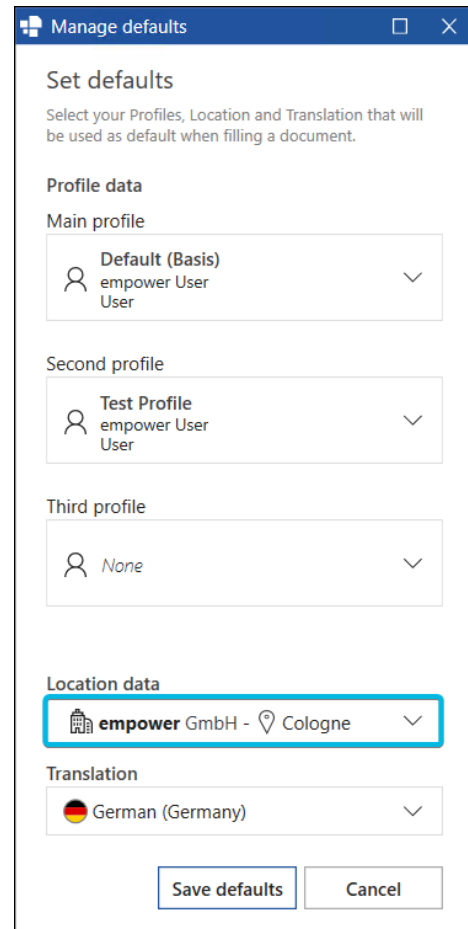 Manage defaults
Set defaults
Select your Profiles, Location and Translation that will
be used as default when filling a document.
Profile data
Main profile
Default (Basis)
empower User
User
Second profile
Test Profile
empower User
User
Third profile
None
Location data
empower GmbH - Cologne
Translation
German (Germany)
Save defaults
Cancel